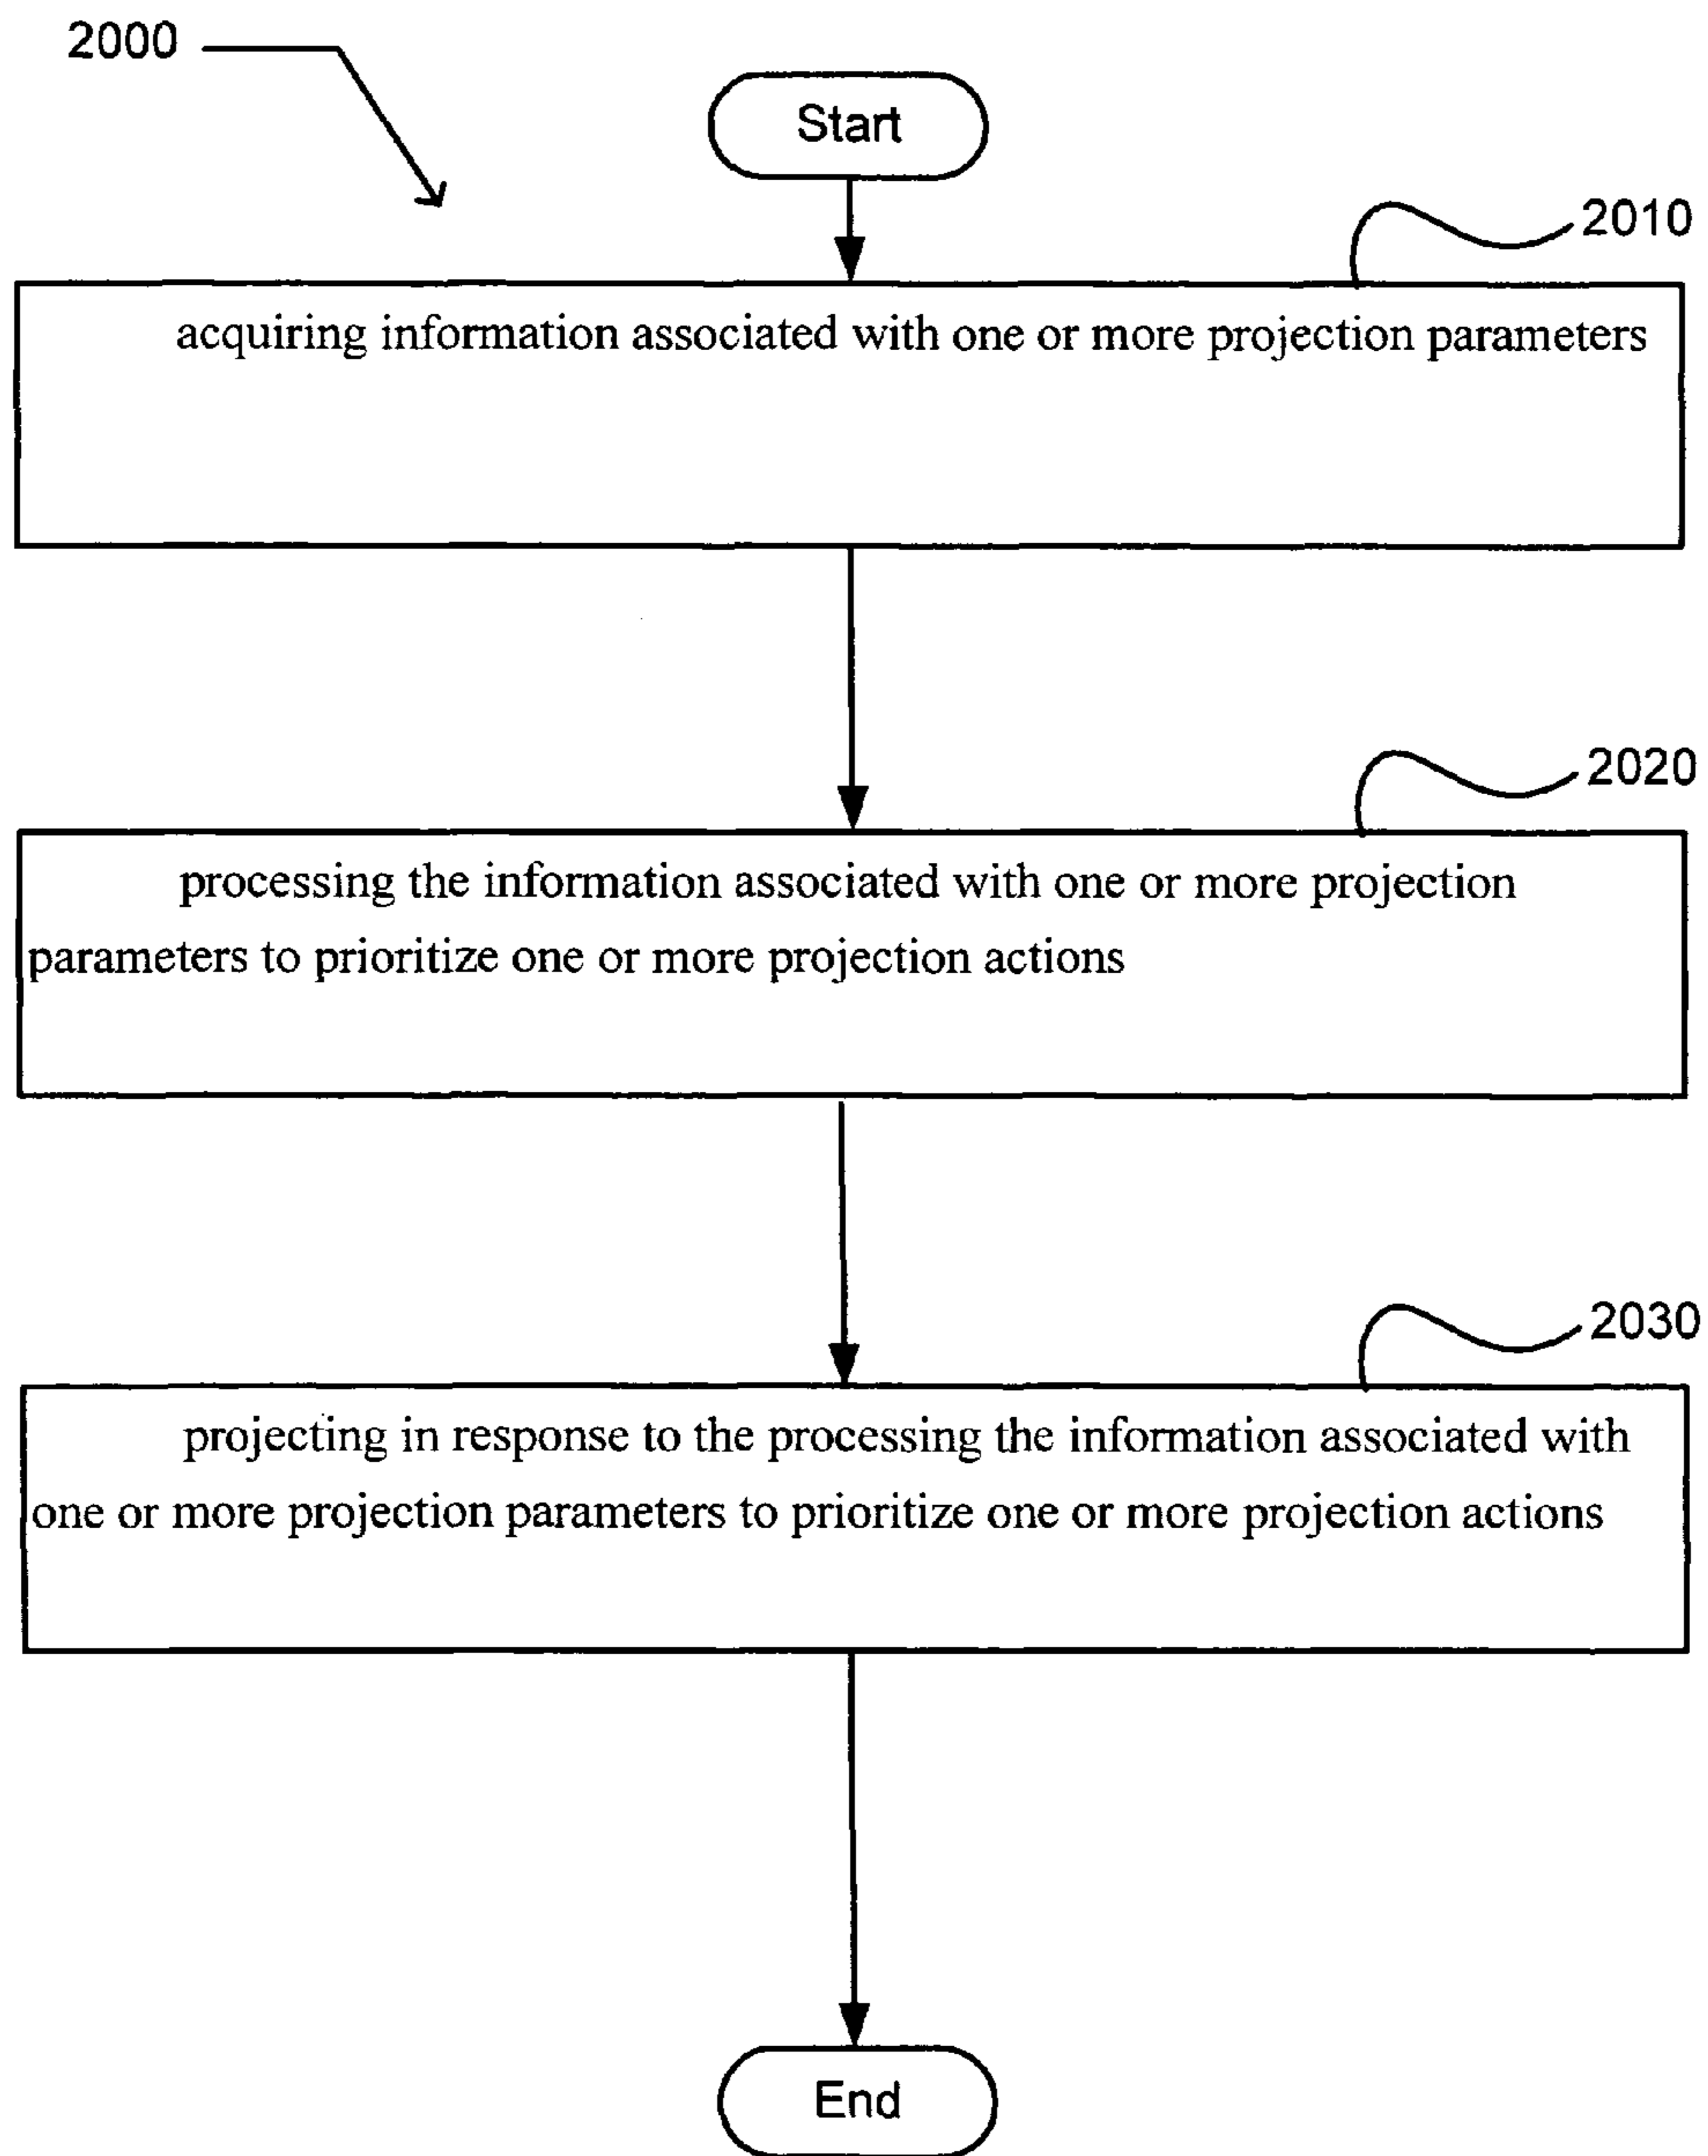 2000
Start
2010
acquiring information associated with one or more projection parameters
2020
processing the information associated with one or more projection
parameters to prioritize one or more projection actions
2030
projecting in response to the processing the information associated with
one or more projection parameters to prioritize one or more projection actions
End